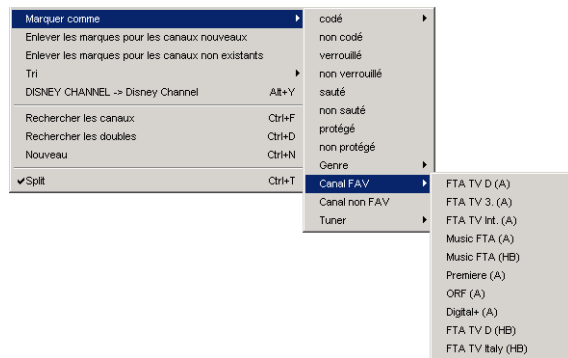 Marquer comme
Enlever les marques pour les canaux nouveaux
Enlever les marques pour les canaux non existants
Tri
DISNEY CHANNEL -> Disney Channel Alt+Y
Rechercher les canaux Ctrl+F
Rechercher les doubles Ctrl+D
Nouveau Ctrl+N
✔Split Ctrl+T
codé
non codé
verrouillé
non verrouillé
sauté
non sauté
protégé
non protégé
Genre
Canal FAV
Canal non FAV
Tuner
FTA TV D (A)
FTA TV 3. (A)
FTA TV Int. (A)
Music FTA (A)
Music FTA (HB)
Premiere (A)
ORF (A)
Digital+ (A)
FTA TV D (HB)
FTA TV Italy (HB)